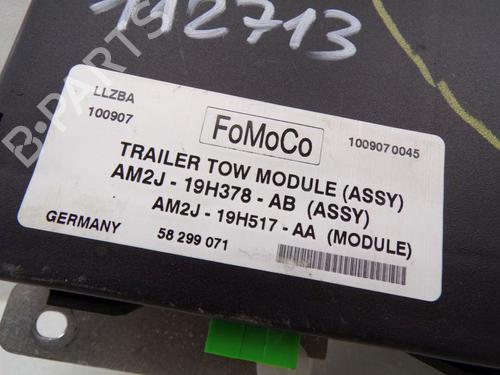 112713
LLZBA
100907
FoMoCo
1009070045
TRAILER TOW MODULE (ASSY)
AM2J - 19H378 - AB (ASSY)
AM2J - 19H517 - AA (MODULE)
GERMANY
58 299 071
B-PARTS